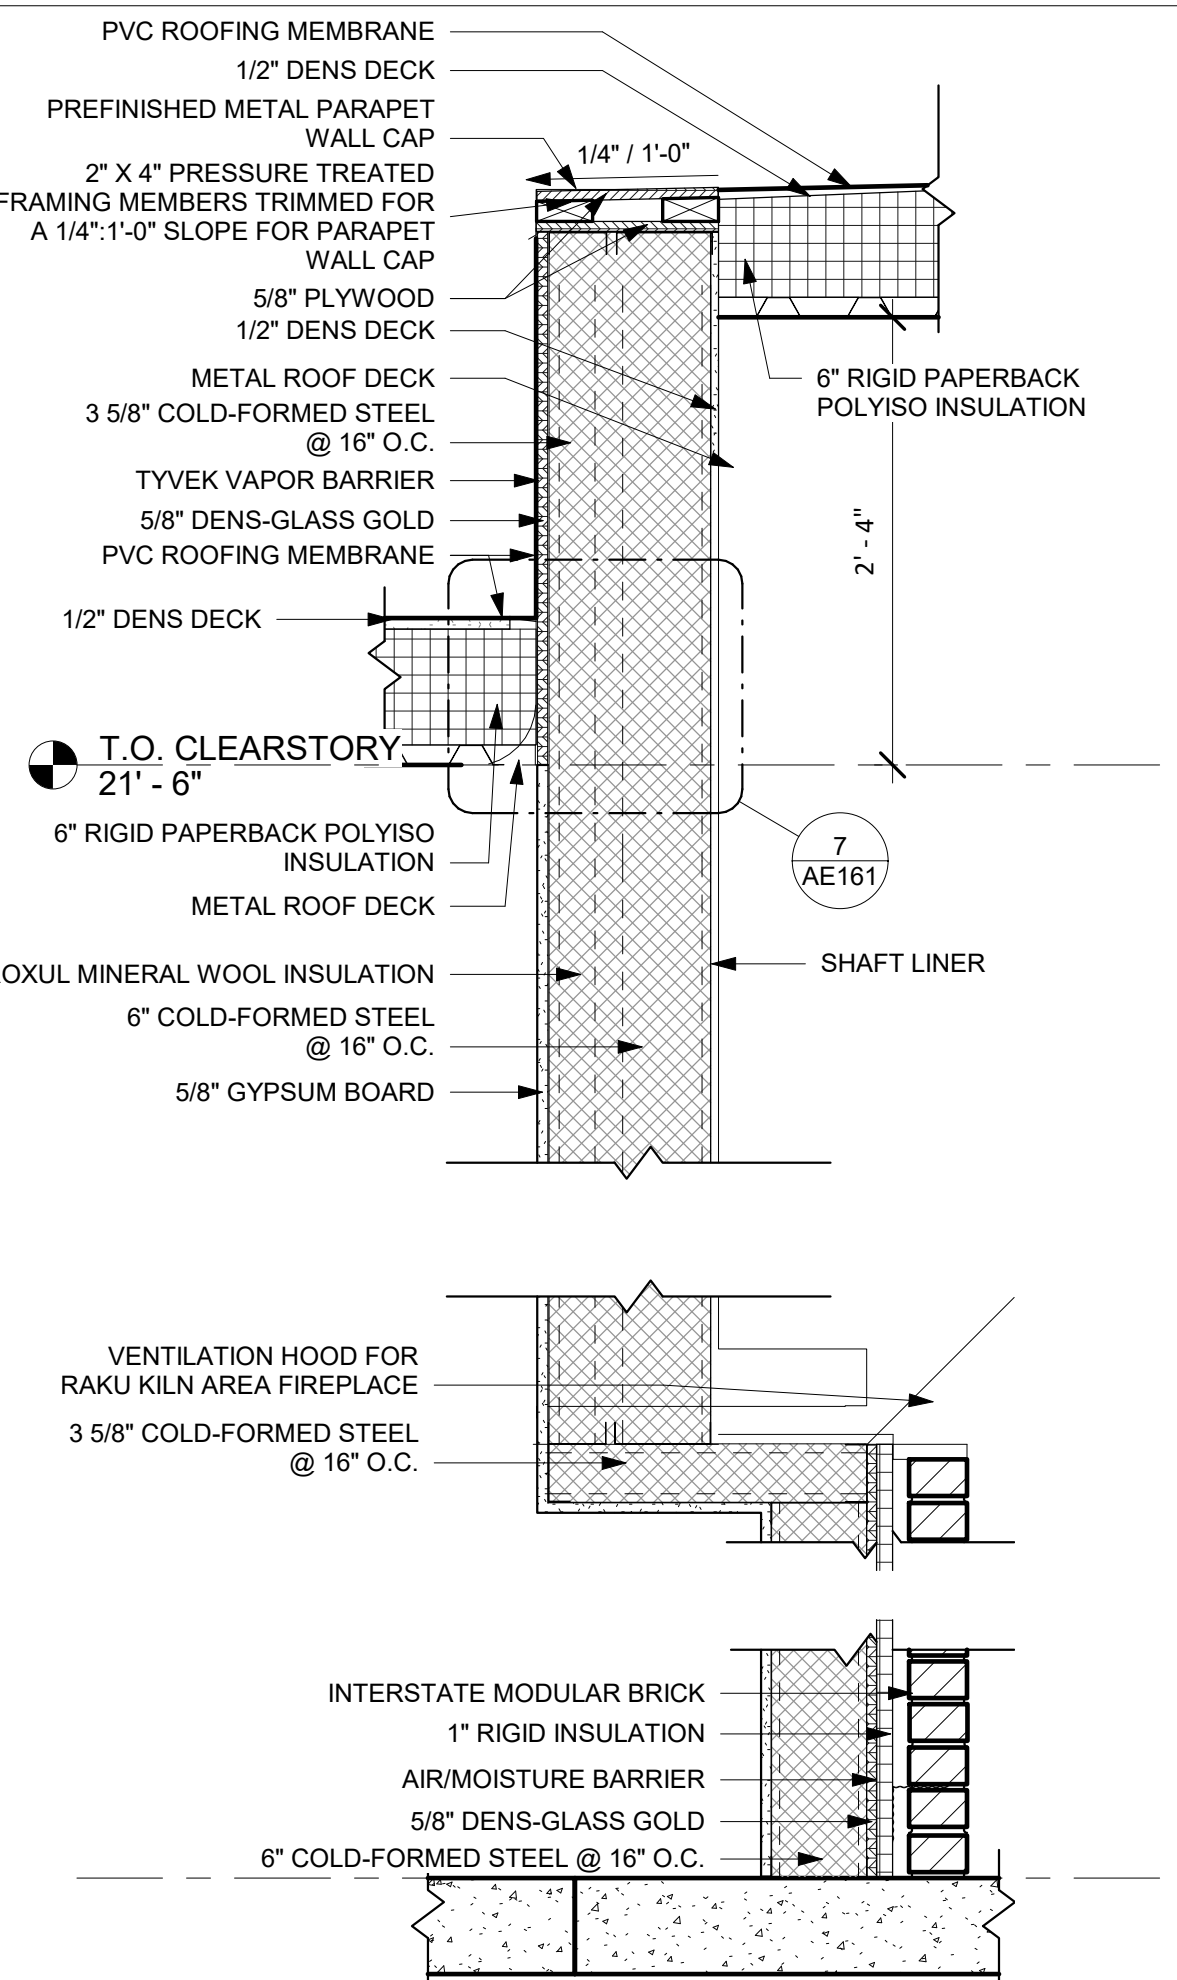 PVC ROOFING MEMBRANE
1/2" DENS DECK
PREFINISHED METAL PARAPET
WALL CAP
1/4" / 1'-0"
2" X 4" PRESSURE TREATED
FRAMING MEMBERS TRIMMED FOR
A 1/4":1'-0" SLOPE FOR PARAPET
WALL CAP
5/8" PLYWOOD
1/2" DENS DECK
METAL ROOF DECK
6" RIGID PAPERBACK
POLYISO INSULATION
3 5/8" COLD-FORMED STEEL
@ 16" O.C.
TYVEK VAPOR BARRIER
5/8" DENS-GLASS GOLD
2' - 4"
PVC ROOFING MEMBRANE
1/2" DENS DECK
T.O. CLEARSTORY
21' - 6"
6" RIGID PAPERBACK POLYISO
INSULATION
7
AE161
METAL ROOF DECK
OXUL MINERAL WOOL INSULATION
SHAFT LINER
6" COLD-FORMED STEEL
@ 16" O.C.
5/8" GYPSUM BOARD
VENTILATION HOOD FOR
RAKU KILN AREA FIREPLACE
3 5/8" COLD-FORMED STEEL
@ 16" O.C.
INTERSTATE MODULAR BRICK
1" RIGID INSULATION
AIR/MOISTURE BARRIER
5/8" DENS-GLASS GOLD
6" COLD-FORMED STEEL @ 16" O.C.